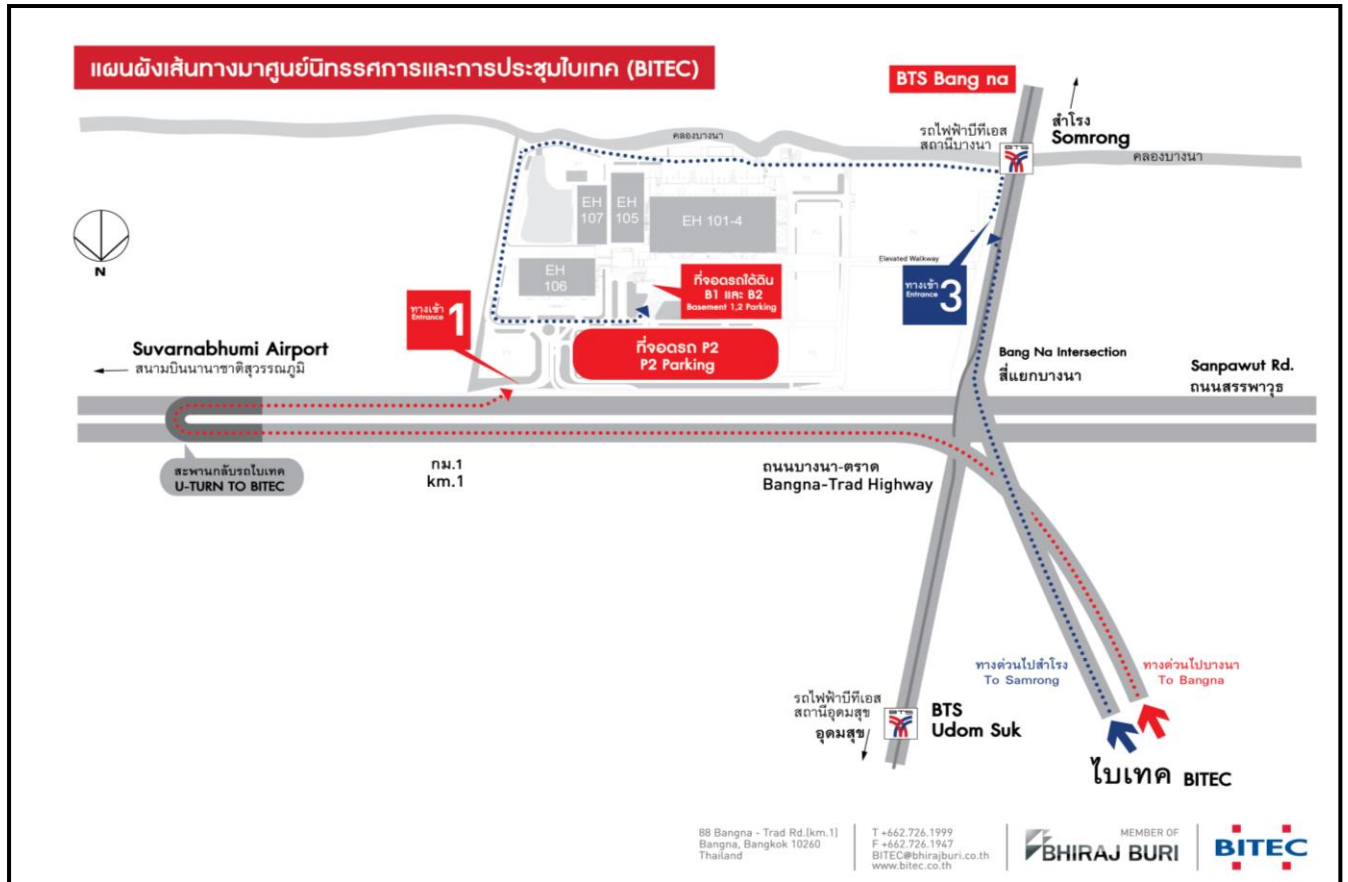 แผนผังเส้นทางมาศูนย์นิทรรศการและการประชุมไบเทค (BITEC)
BTS Bang na
สำโรง
Somrong
รถไฟฟ้าบีทีเอส
สถานีบางนา
BTS
คลองบางนา
คลองบางนา
N
EH
107
EH
105
EH 101-4
EH
106
Elevated Walkway
ที่จอดรถใต้ดิน
B1 และ B2
Basement 1,2 Parking
ทางเข้า
Entrance
1
ทางเข้า
Entrance
3
ที่จอดรถ P2
P2 Parking
Suvarnabhumi Airport
สนามบินนานาชาติสุวรรณภูมิ
Bang Na Intersection
สี่แยกบางนา
Sanpawut Rd.
ถนนสรรพาวุธ
สะพานกลับรถไบเทค
U-TURN TO BITEC
กม.1
km.1
ถนนบางนา-ตราด
Bangna-Trad Highway
ทางด่วนไปสำโรง
To Samrong
ทางด่วนไปบางนา
To Bangna
รถไฟฟ้าบีทีเอส
สถานีอุดมสุข
อุดมสุข
BTS
BTS
Udom Suk
ไบเทค BITEC
88 Bangna - Trad Rd.(km.1)
Bangna, Bangkok 10260
Thailand
T +662.726.1999
F +662.726.1947
BITEC@bhirajburi.co.th
www.bitec.co.th
MEMBER OF
BHIRAJ BURI
BITEC